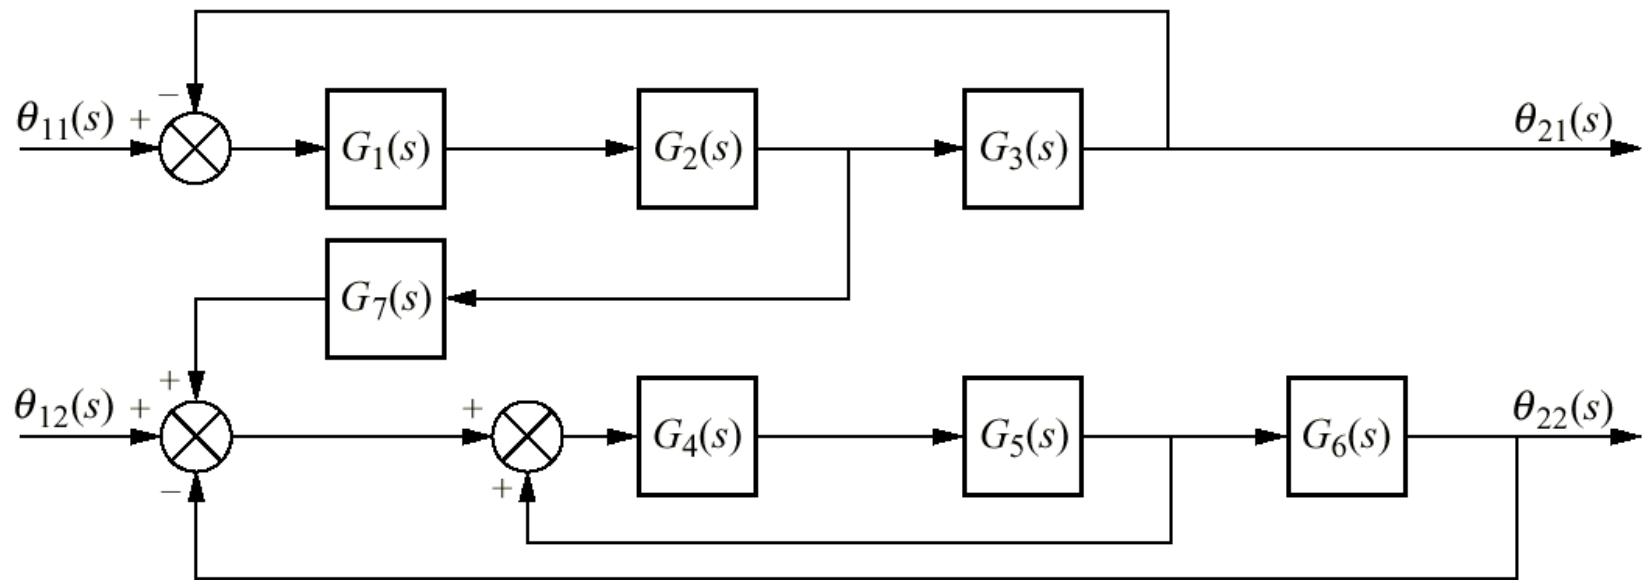 −
θ₁₁(s) + G₁(s) G₂(s) G₃(s) θ₂₁(s)
G₇(s)
+
θ₁₂(s) + + G₄(s) G₅(s) G₆(s) θ₂₂(s)
− +